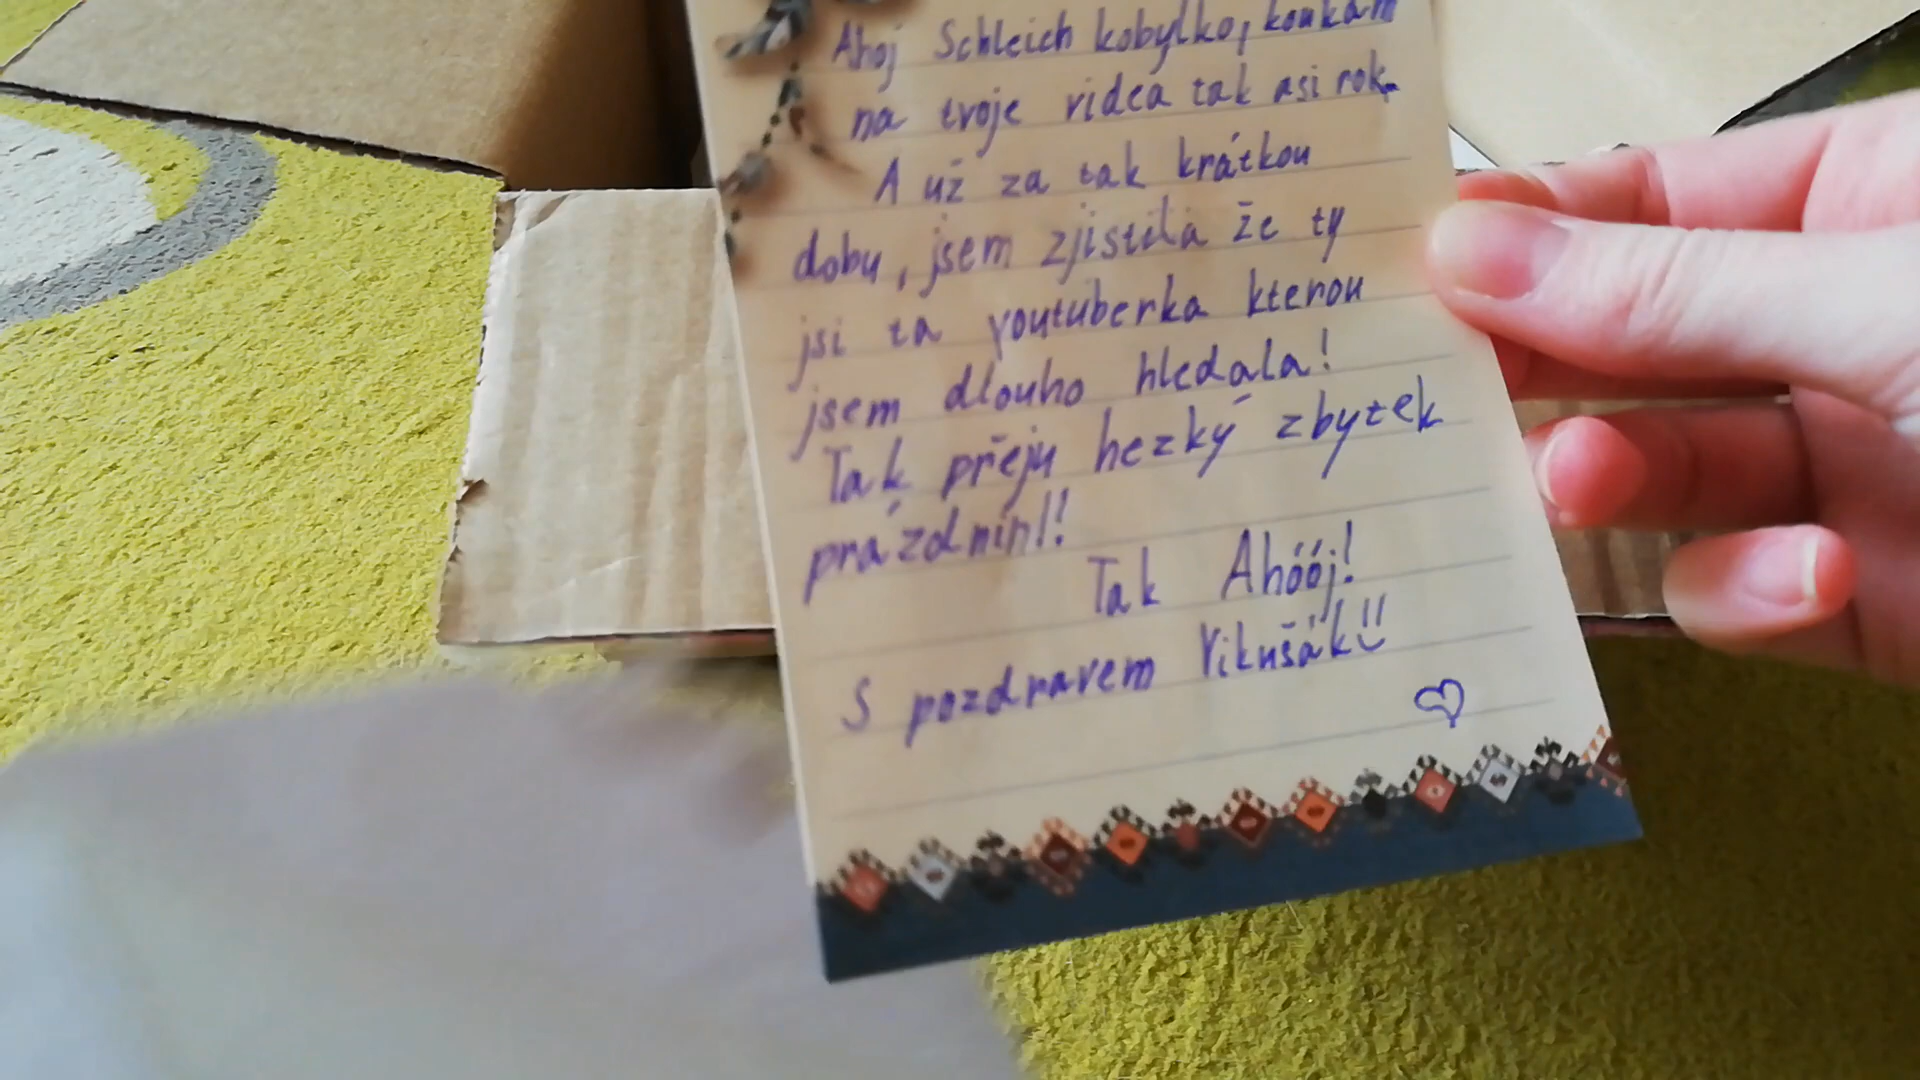 Ahoj Schleich kobylko, koukám
na tvoje videa tak asi rok.
A už za tak krátkou
dobu, jsem zjistila že ty
jsi ta youtuberka kterou
jsem dlouho hledala!
Tak přeju hezký zbytek
prázdnin!!
Tak Ahóój!
S pozdravem Vikušák!!